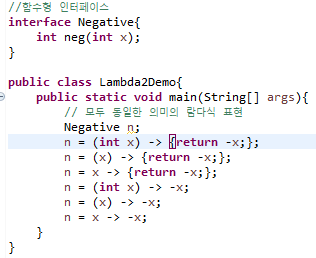 //함수형 인터페이스
interface Negative{
    int neg(int x);
}

public class Lambda2Demo{
    public static void main(String[] args){
        // 모두 동일한 의미의 람다식 표현
        Negative n;
        n = (int x) -> {return -x;};
        n = (x) -> {return -x;};
        n = x -> {return -x;};
        n = (int x) -> -x;
        n = (x) -> -x;
        n = x -> -x;
    }
}